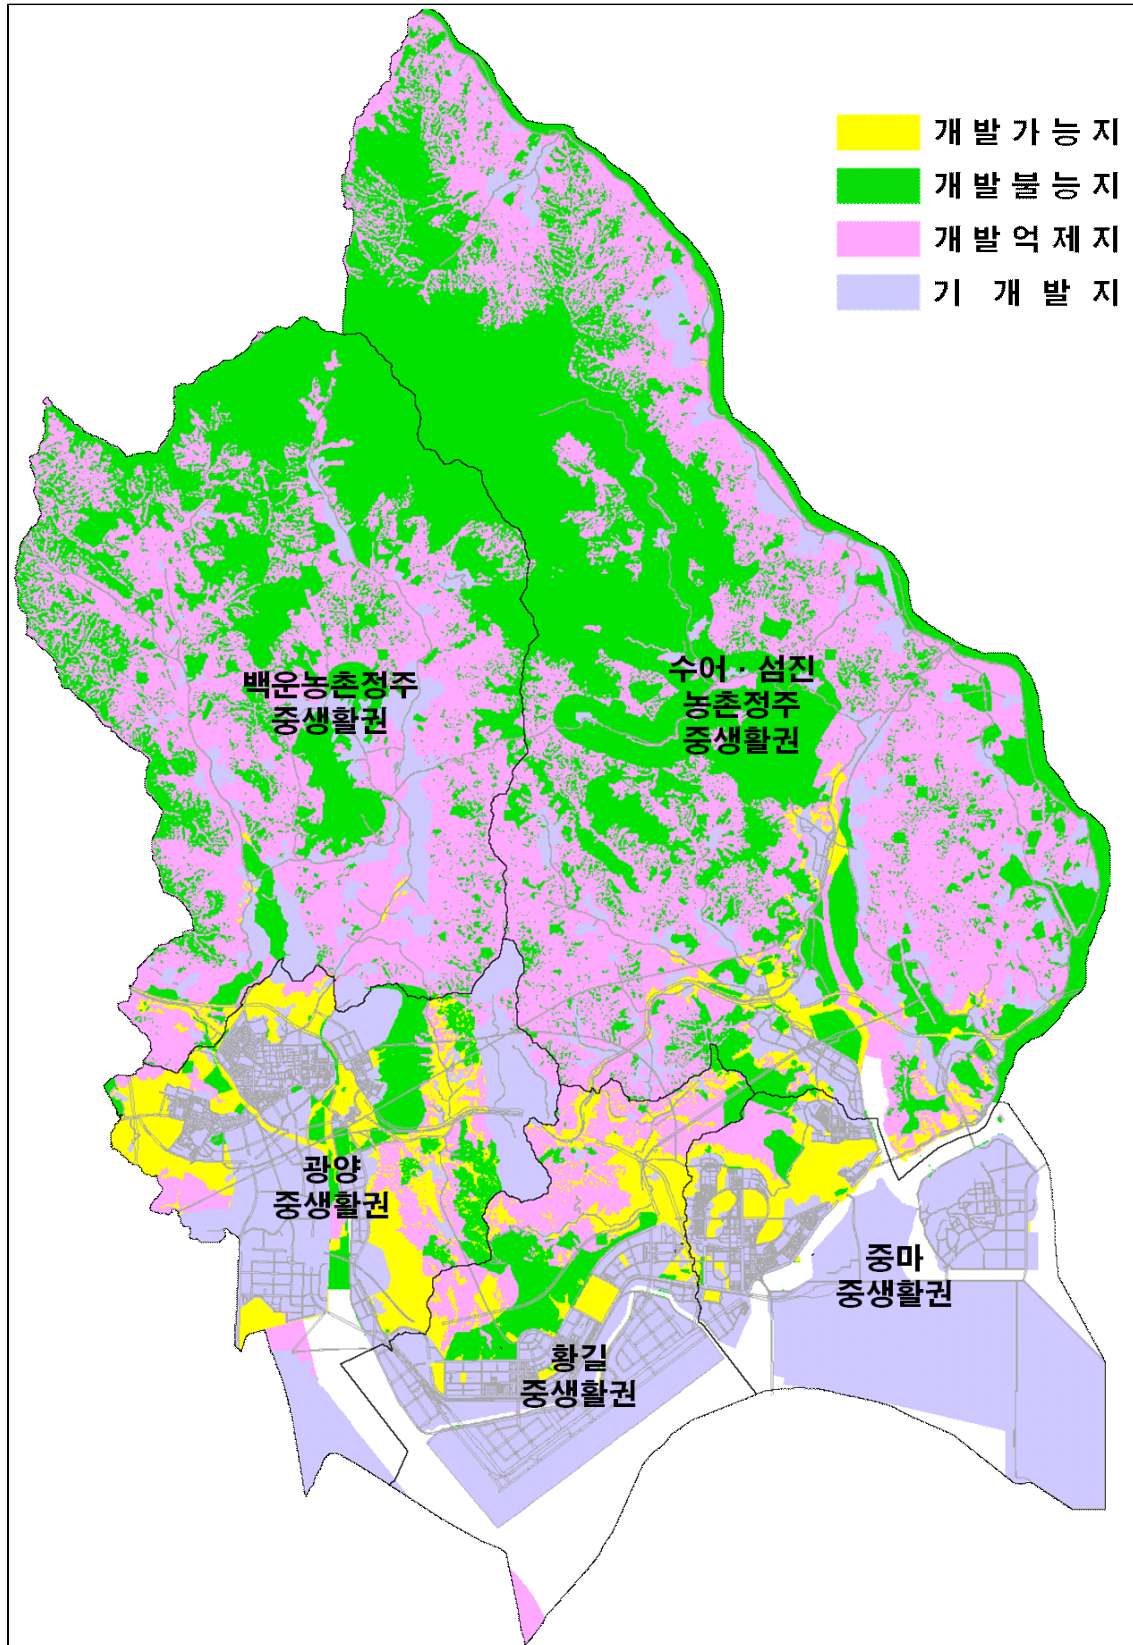 개발가능지
개발불능지
개발억제지
기 개 발 지
백운농촌정주
중생활권
수어 · 섬진
농촌정주
중생활권
광양
중생활권
중마
중생활권
황길
중생활권